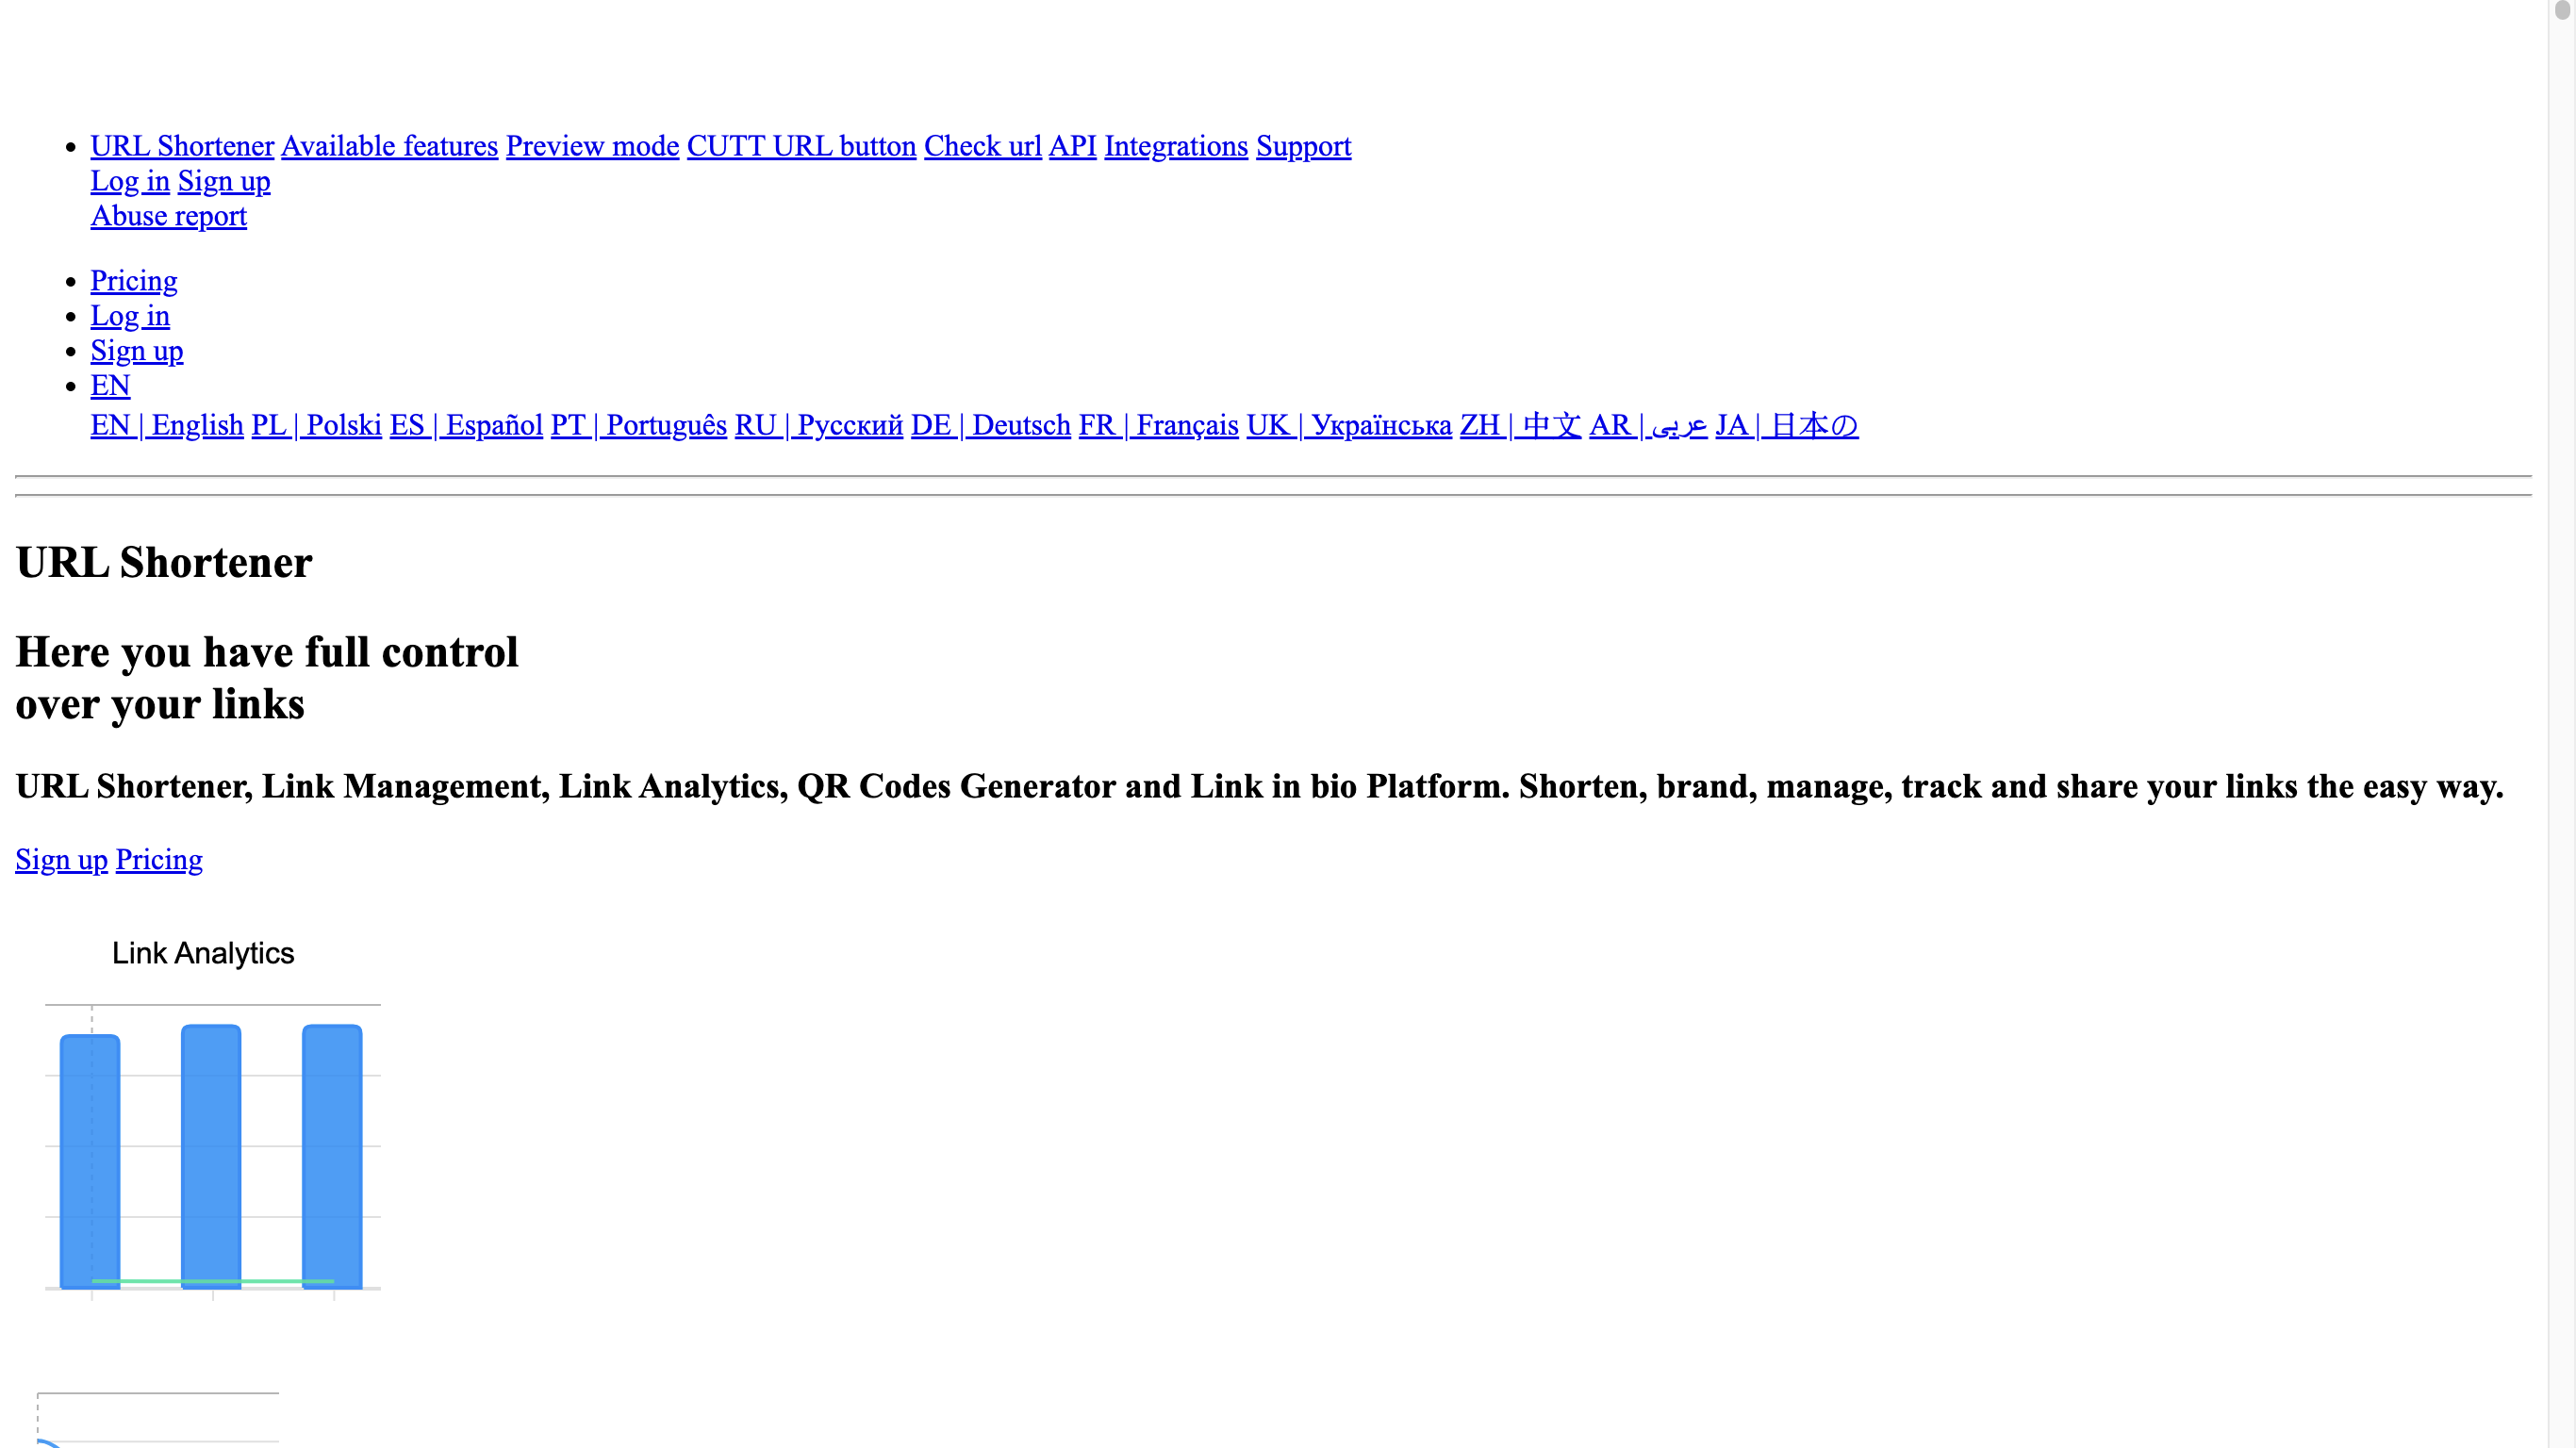 URL Shortener Available features Preview mode CUTT URL button Check url API Integrations Support
Log in Sign up
Abuse report
Pricing
Log in
Sign up
EN
EN | English PL | Polski ES | Español PT | Português RU | Русский DE | Deutsch FR | Français UK | Українська ZH | 中文 AR | عربى JA | 日本の
URL Shortener
Here you have full control
over your links
URL Shortener, Link Management, Link Analytics, QR Codes Generator and Link in bio Platform. Shorten, brand, manage, track and share your links the easy way.
Sign up Pricing
Link Analytics